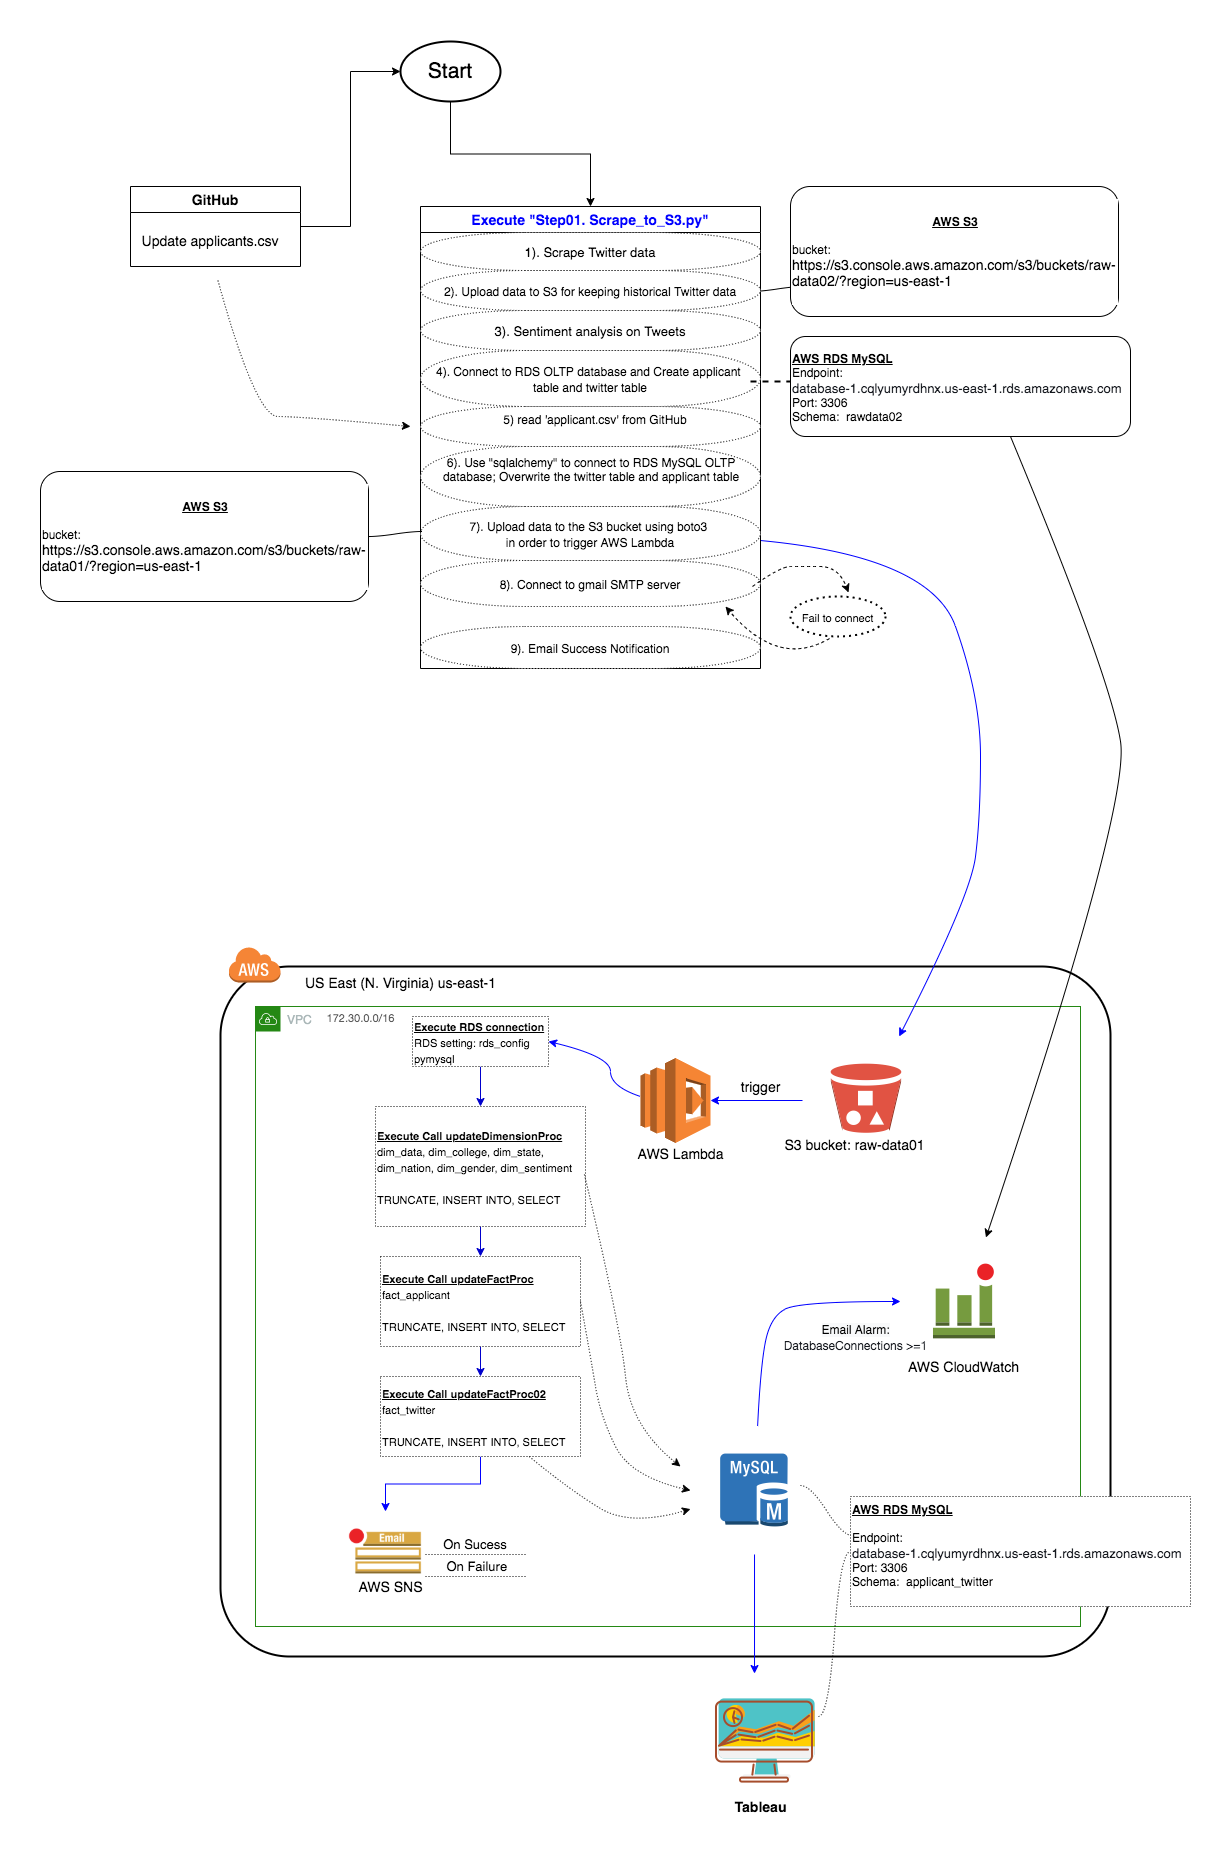 Start
GitHub
Update applicants.csv
Execute "Step01. Scrape_to_S3.py"
1). Scrape Twitter data
2). Upload data to S3 for keeping historical Twitter data
3). Sentiment analysis on Tweets
4). Connect to RDS OLTP database and Create applicant
table and twitter table
5) read 'applicant.csv' from GitHub
6). Use "sqlalchemy" to connect to RDS MySQL OLTP
database; Overwrite the twitter table and applicant table
7). Upload data to the S3 bucket using boto3
in order to trigger AWS Lambda
8). Connect to gmail SMTP server
9). Email Success Notification
AWS S3
bucket:
https://s3.console.aws.amazon.com/s3/buckets/raw-
data02/?region=us-east-1
AWS RDS MySQL
Endpoint:
database-1.cqlyumyrdhnx.us-east-1.rds.amazonaws.com
Port: 3306
Schema: rawdata02
AWS S3
bucket:
https://s3.console.aws.amazon.com/s3/buckets/raw-
data01/?region=us-east-1
Fail to connect
AWS
US East (N. Virginia) us-east-1
VPC
172.30.0.0/16
Execute RDS connection
RDS setting: rds_config
pymysql
trigger
AWS Lambda
S3 bucket: raw-data01
Execute Call updateDimensionProc
dim_data, dim_college, dim_state,
dim_nation, dim_gender, dim_sentiment
TRUNCATE, INSERT INTO, SELECT
Execute Call updateFactProc
fact_applicant
TRUNCATE, INSERT INTO, SELECT
Email Alarm:
DatabaseConnections >=1
AWS CloudWatch
Execute Call updateFactProc02
fact_twitter
TRUNCATE, INSERT INTO, SELECT
MySQL
M
AWS RDS MySQL
Endpoint:
database-1.cqlyumyrdhnx.us-east-1.rds.amazonaws.com
Port: 3306
Schema: applicant_twitter
Email
On Sucess
On Failure
AWS SNS
Tableau